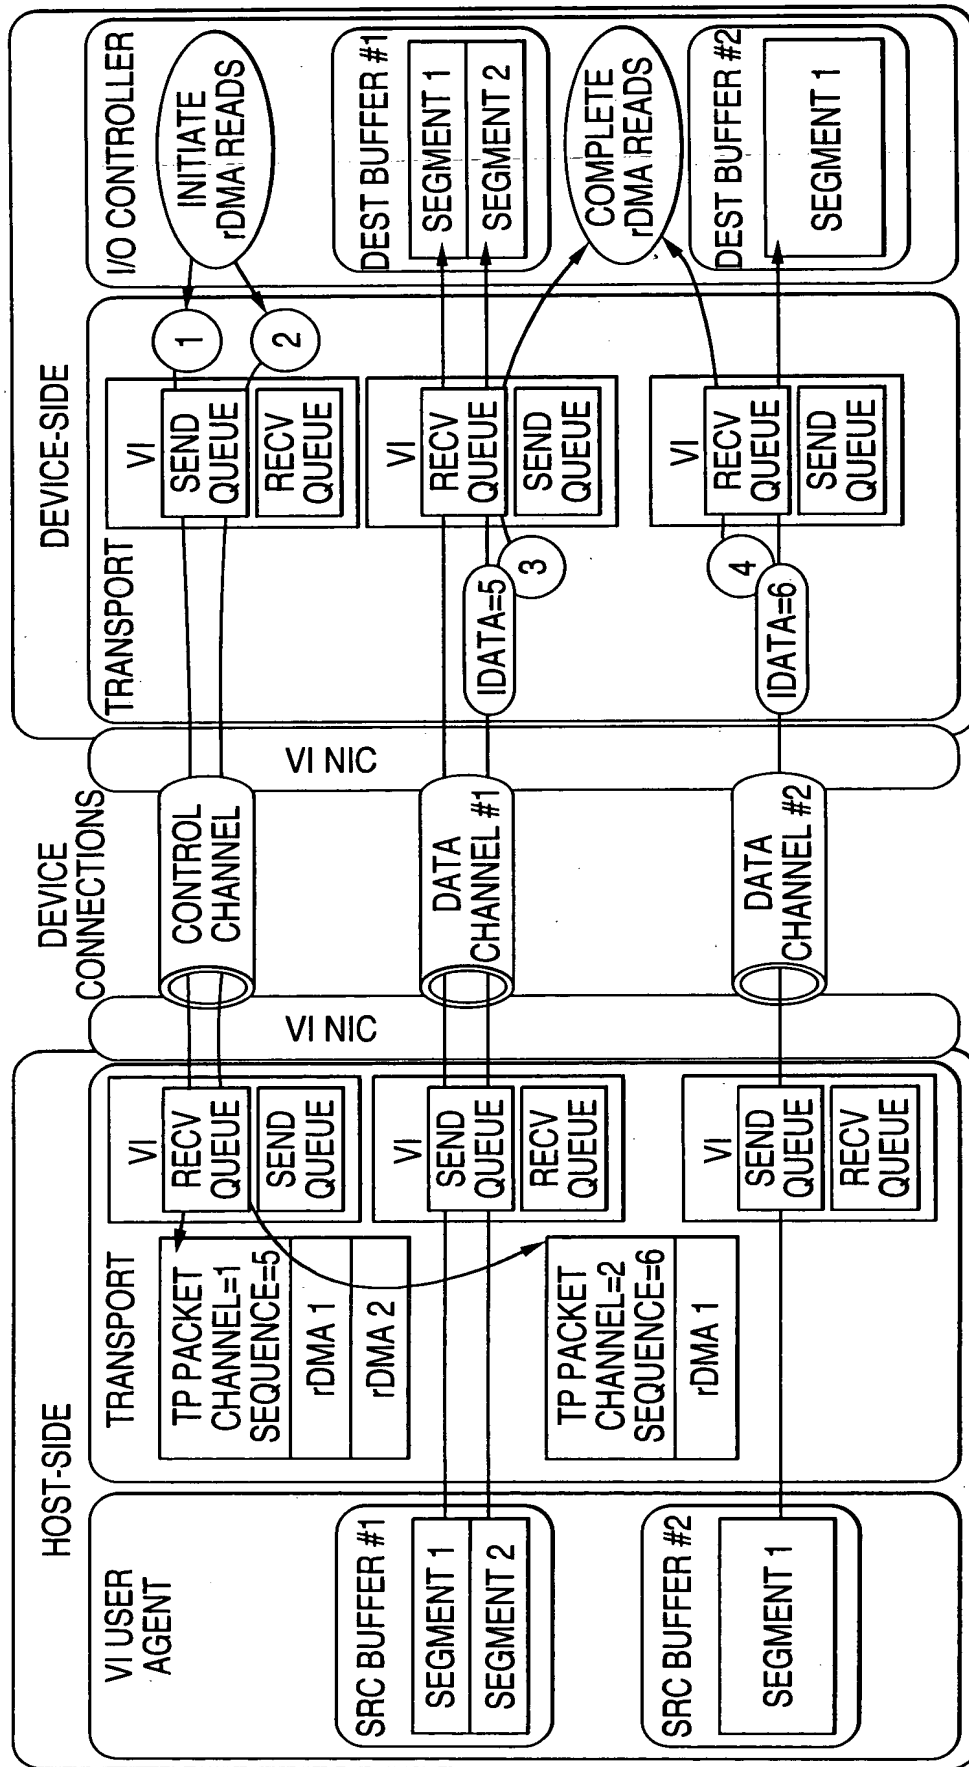 HOST-SIDE
VI USER
AGENT
SRC BUFFER #1
SEGMENT 1
SEGMENT 2
SRC BUFFER #2
SEGMENT 1
TRANSPORT
TP PACKET
CHANNEL=1
SEQUENCE=5
rDMA 1
rDMA 2
TP PACKET
CHANNEL=2
SEQUENCE=6
rDMA 1
VI
RECV
QUEUE
SEND
QUEUE
VI
SEND
QUEUE
RECV
QUEUE
VI
SEND
QUEUE
RECV
QUEUE
VI NIC
DEVICE
CONNECTIONS
CONTROL
CHANNEL
DATA
CHANNEL #1
DATA
CHANNEL #2
VI NIC
DEVICE-SIDE
TRANSPORT
IDATA=5
3
IDATA=6
4
VI
SEND
QUEUE
RECV
QUEUE
VI
RECV
QUEUE
SEND
QUEUE
VI
RECV
QUEUE
SEND
QUEUE
1
2
I/O CONTROLLER
INITIATE
rDMA READS
DEST BUFFER #1
SEGMENT 1
SEGMENT 2
COMPLETE
rDMA READS
DEST BUFFER #2
SEGMENT 1